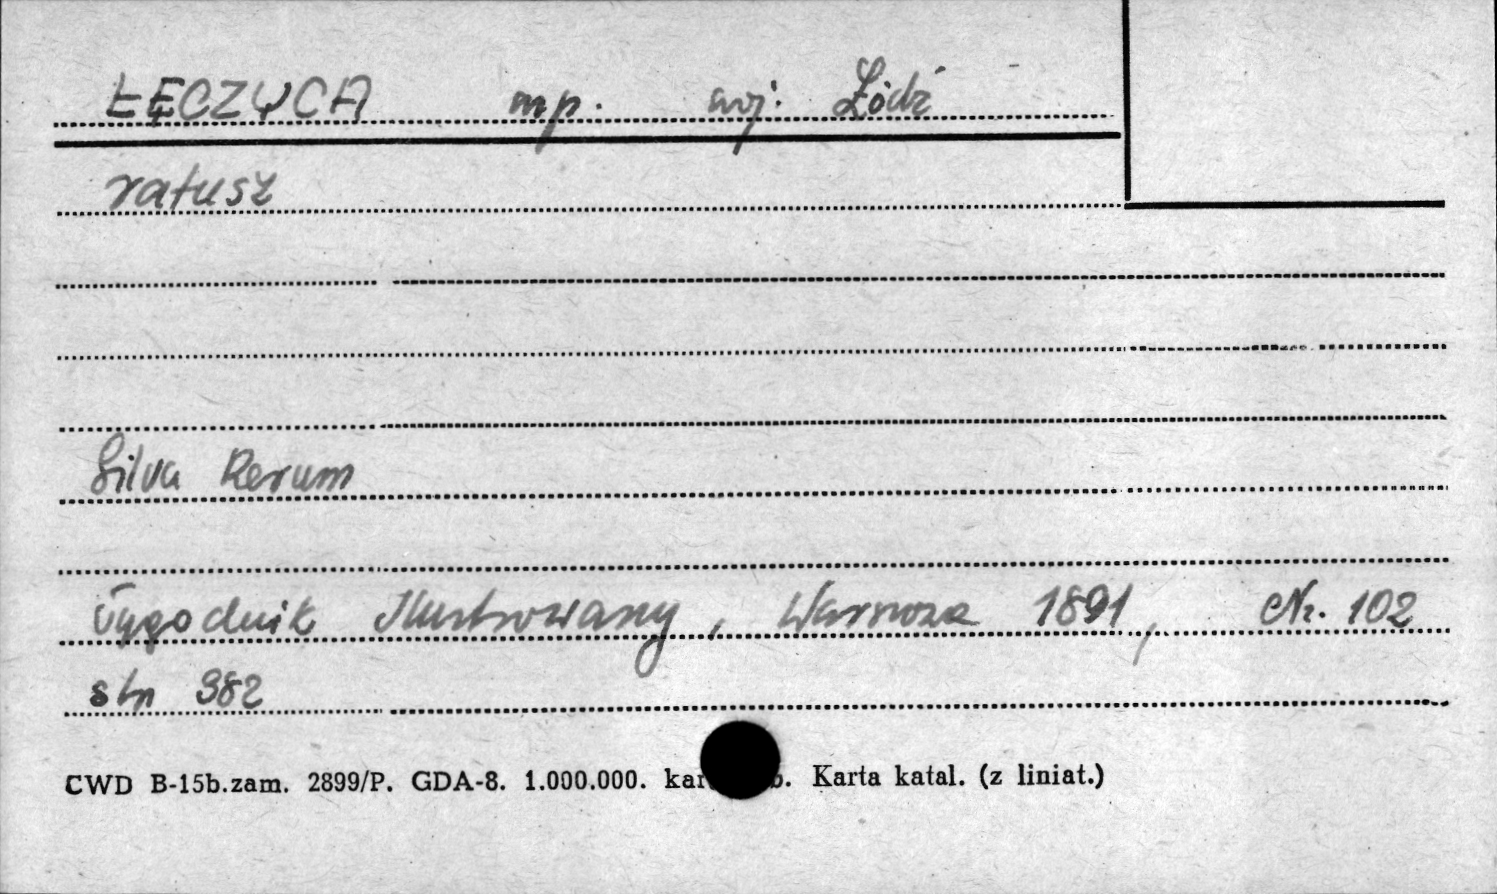 ŁĘCZYCA mp. woj. Łódź
ratusz
Silva Rerum
Tygodnik Ilustrowany, Warszawa 1891, Nr. 102
str 382
CWD B-15b.zam. 2899/P. GDA-8. 1.000.000. Karta katal. (z liniat.)